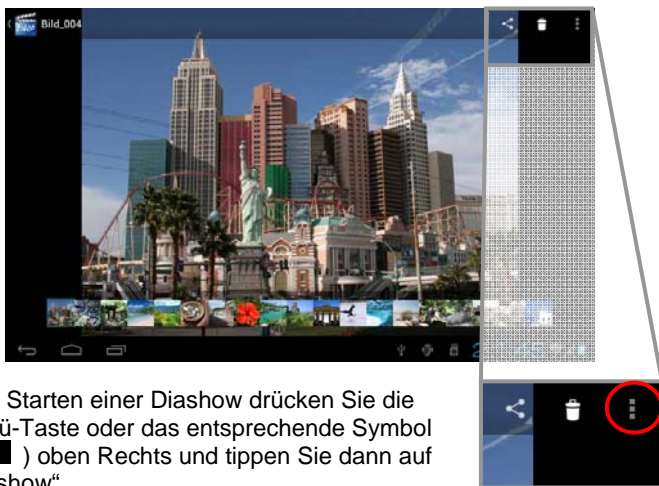 Bild_004
Starten einer Diashow drücken Sie die
ü-Taste oder das entsprechende Symbol
) oben Rechts und tippen Sie dann auf
show“